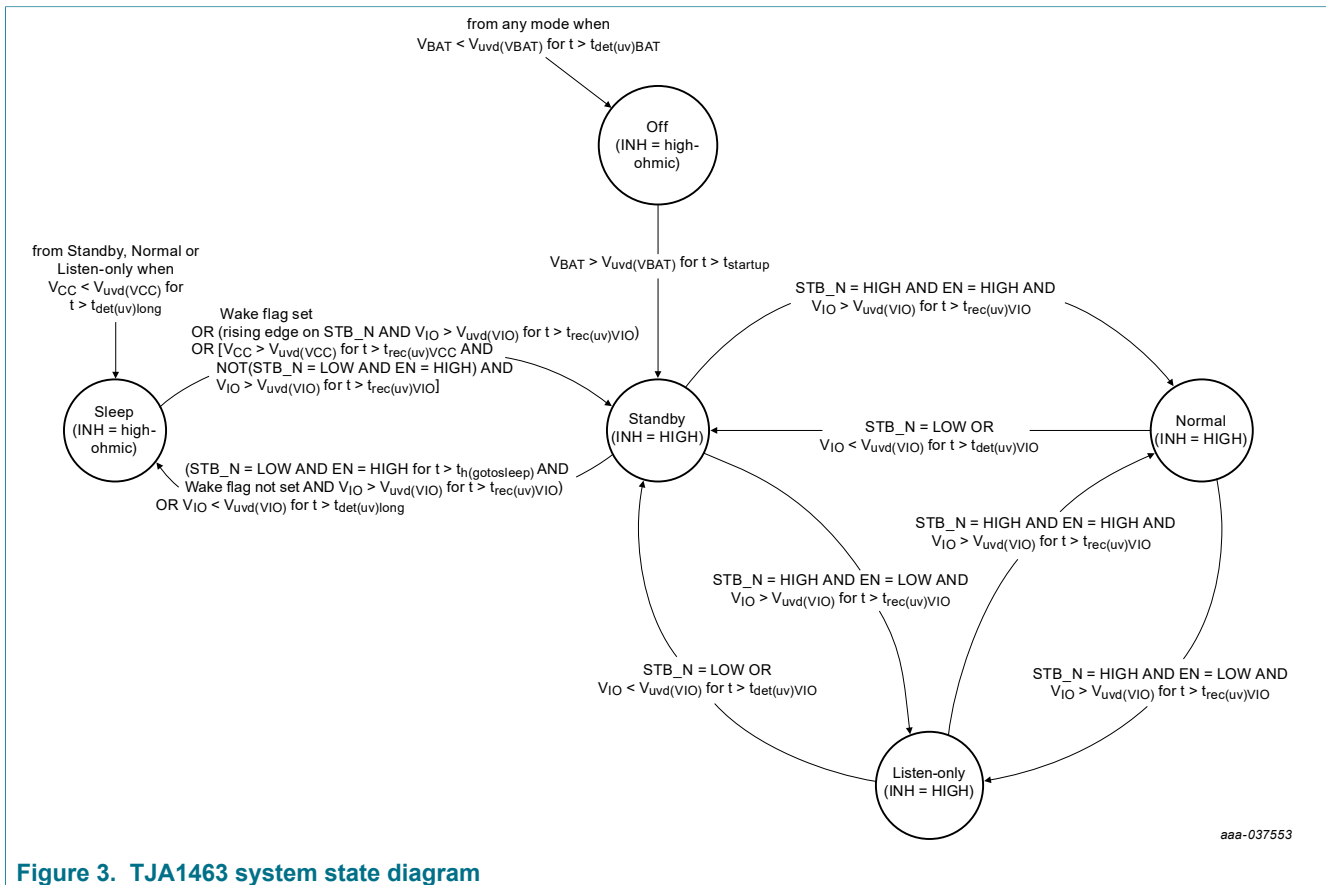 from any mode when
VBAT < Vuvd(VBAT) for t > tdet(uv)BAT
Off
(INH = high-
ohmic)
VBAT > Vuvd(VBAT) for t > tstartup
from Standby, Normal or
Listen-only when
VCC < Vuvd(VCC) for
t > tdet(uv)long
Wake flag set
OR (rising edge on STB_N AND VIO > Vuvd(VIO) for t > trec(uv)VIO)
OR [VCC > Vuvd(VCC) for t > trec(uv)VCC AND
NOT(STB_N = LOW AND EN = HIGH) AND
VIO > Vuvd(VIO) for t > trec(uv)VIO]
STB_N = HIGH AND EN = HIGH AND
VIO > Vuvd(VIO) for t > trec(uv)VIO
Sleep
(INH = high-
ohmic)
Standby
(INH = HIGH)
STB_N = LOW OR
VIO < Vuvd(VIO) for t > tdet(uv)VIO
Normal
(INH = HIGH)
(STB_N = LOW AND EN = HIGH for t > th(gotosleep) AND
Wake flag not set AND VIO > Vuvd(VIO) for t > trec(uv)VIO)
OR VIO < Vuvd(VIO) for t > tdet(uv)long
STB_N = HIGH AND EN = HIGH AND
VIO > Vuvd(VIO) for t > trec(uv)VIO
STB_N = HIGH AND EN = LOW AND
VIO > Vuvd(VIO) for t > trec(uv)VIO
STB_N = LOW OR
VIO < Vuvd(VIO) for t > tdet(uv)VIO
STB_N = HIGH AND EN = LOW AND
VIO > Vuvd(VIO) for t > trec(uv)VIO
Listen-only
(INH = HIGH)
aaa-037553
Figure 3. TJA1463 system state diagram